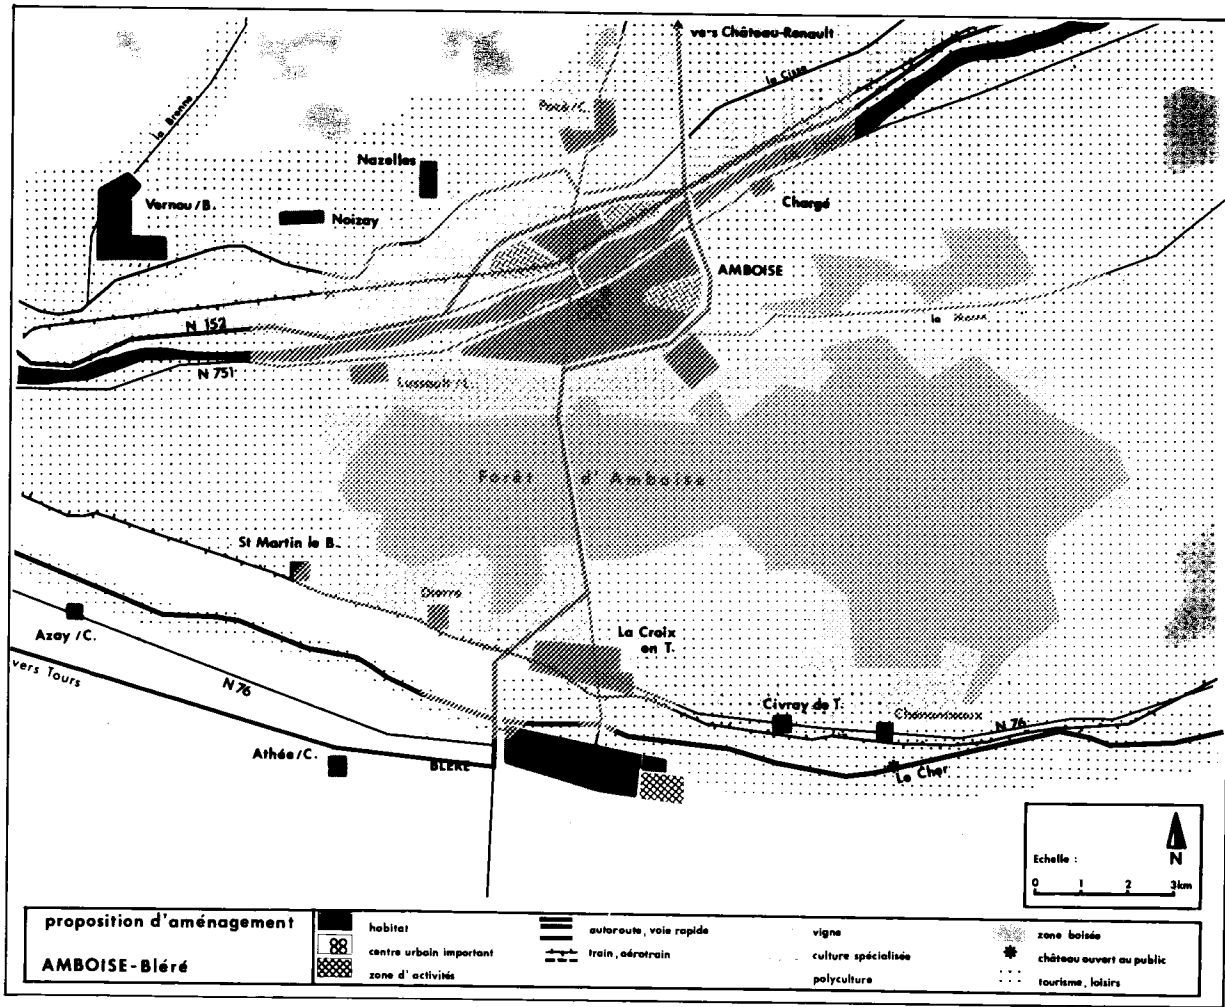 vers Château-Renault
la Cisse
la Brenne
Pocé/C.
Nazelles
Vernou/B.
Noizay
Chargé
AMBOISE
N 152
N 751
Lussault/L.
Forêt d'Amboise
St Martin le B.
Dierre
Azay/C.
La Croix
en T.
vers Tours
N 76
Civray de T.
Chenonceaux
N 76
Athée/C.
BLÉRÉ
Le Cher
Echelle :
N
0 1 2 3km
proposition d'aménagement
AMBOISE-Bléré
habitat
centre urbain important
zone d'activités
autoroute, voie rapide
train, aérotrain
vigne
culture spécialisée
polyculture
zone boisée
château ouvert au public
tourisme, loisirs